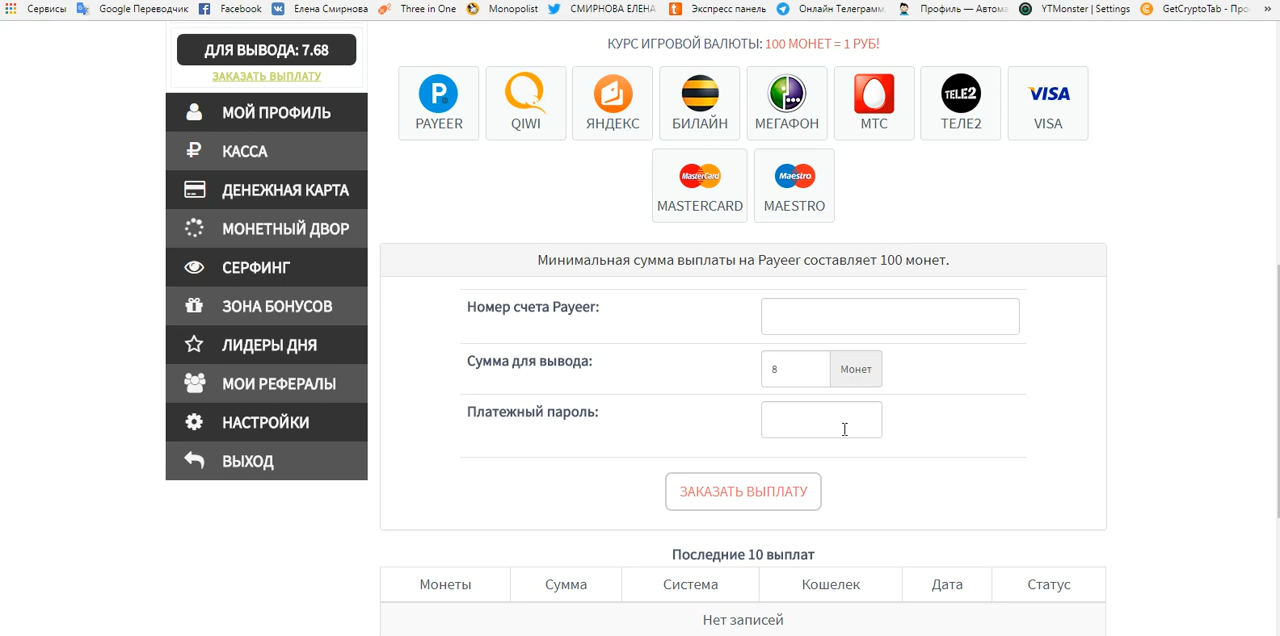 Сервисы Google Переводчик Facebook Елена Смирнова Three in One Monopolist СМИРНОВА ЕЛЕНА Экспресс панель Онлайн Телеграмм, Профиль — Автома YTMonster | Settings GetCryptoTab - Про »
ДЛЯ ВЫВОДА: 7.68
ЗАКАЗАТЬ ВЫПЛАТУ
МОЙ ПРОФИЛЬ
КАССА
ДЕНЕЖНАЯ КАРТА
МОНЕТНЫЙ ДВОР
СЕРФИНГ
ЗОНА БОНУСОВ
ЛИДЕРЫ ДНЯ
МОИ РЕФЕРАЛЫ
НАСТРОЙКИ
ВЫХОД
КУРС ИГРОВОЙ ВАЛЮТЫ: 100 МОНЕТ = 1 РУБ!
PAYEER QIWI ЯНДЕКС БИЛАЙН МЕГАФОН МТС TELE2 ТЕЛЕ2 VISA VISA
MasterCard MASTERCARD Maestro MAESTRO
Минимальная сумма выплаты на Payeer составляет 100 монет.
Номер счета Payeer:
Сумма для вывода: 8 Монет
Платежный пароль:
ЗАКАЗАТЬ ВЫПЛАТУ
Последние 10 выплат
Монеты Сумма Система Кошелек Дата Статус
Нет записей